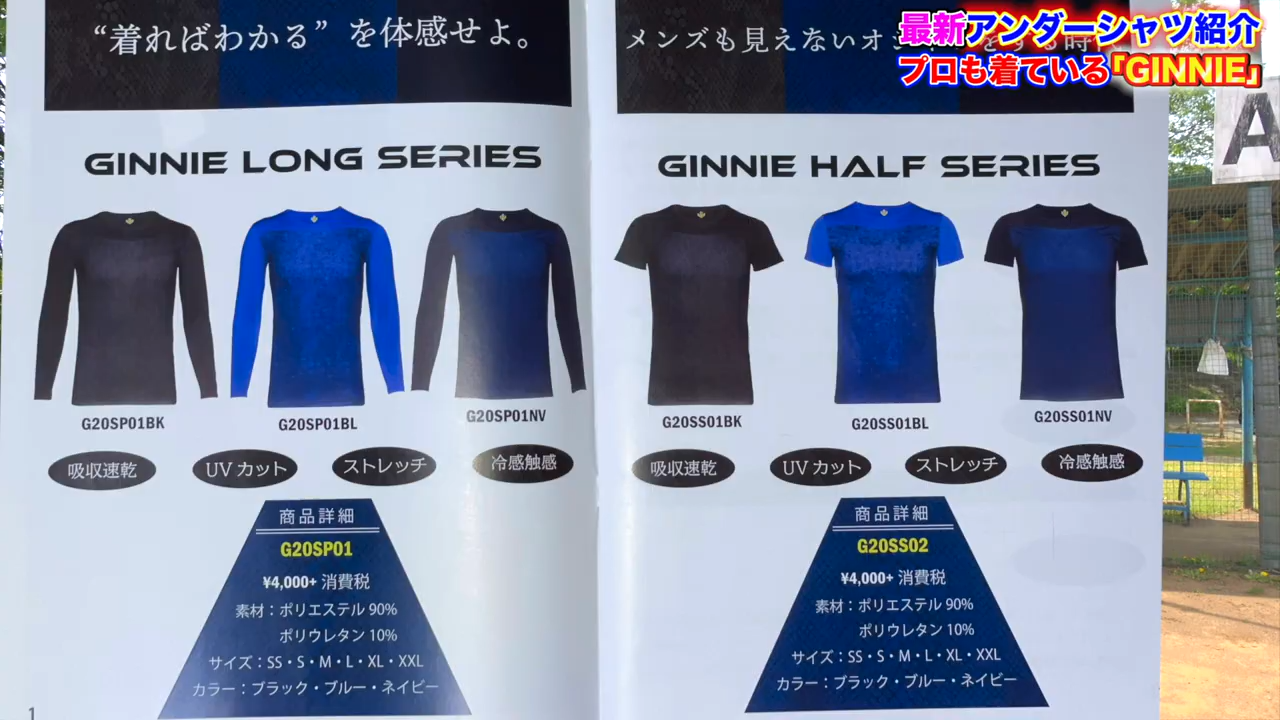 最新アンダーシャツ紹介
プロも着ている「GINNIE」
“着ればわかる” を体感せよ。
GINNIE LONG SERIES
G20SP01BK
G20SP01BL
G20SP01NV
吸収速乾
UVカット
ストレッチ
冷感触感
商品詳細
G20SP01
¥4,000+ 消費税
素材：ポリエステル 90%
ポリウレタン 10%
サイズ：SS・S・M・L・XL・XXL
カラー：ブラック・ブルー・ネイビー
1
メンズも見えないオシ
GINNIE HALF SERIES
G20SS01BK
G20SS01BL
G20SS01NV
吸収速乾
UVカット
ストレッチ
冷感触感
商品詳細
G20SS02
¥4,000+ 消費税
素材：ポリエステル 90%
ポリウレタン 10%
サイズ：SS・S・M・L・XL・XXL
カラー：ブラック・ブルー・ネイビー
A